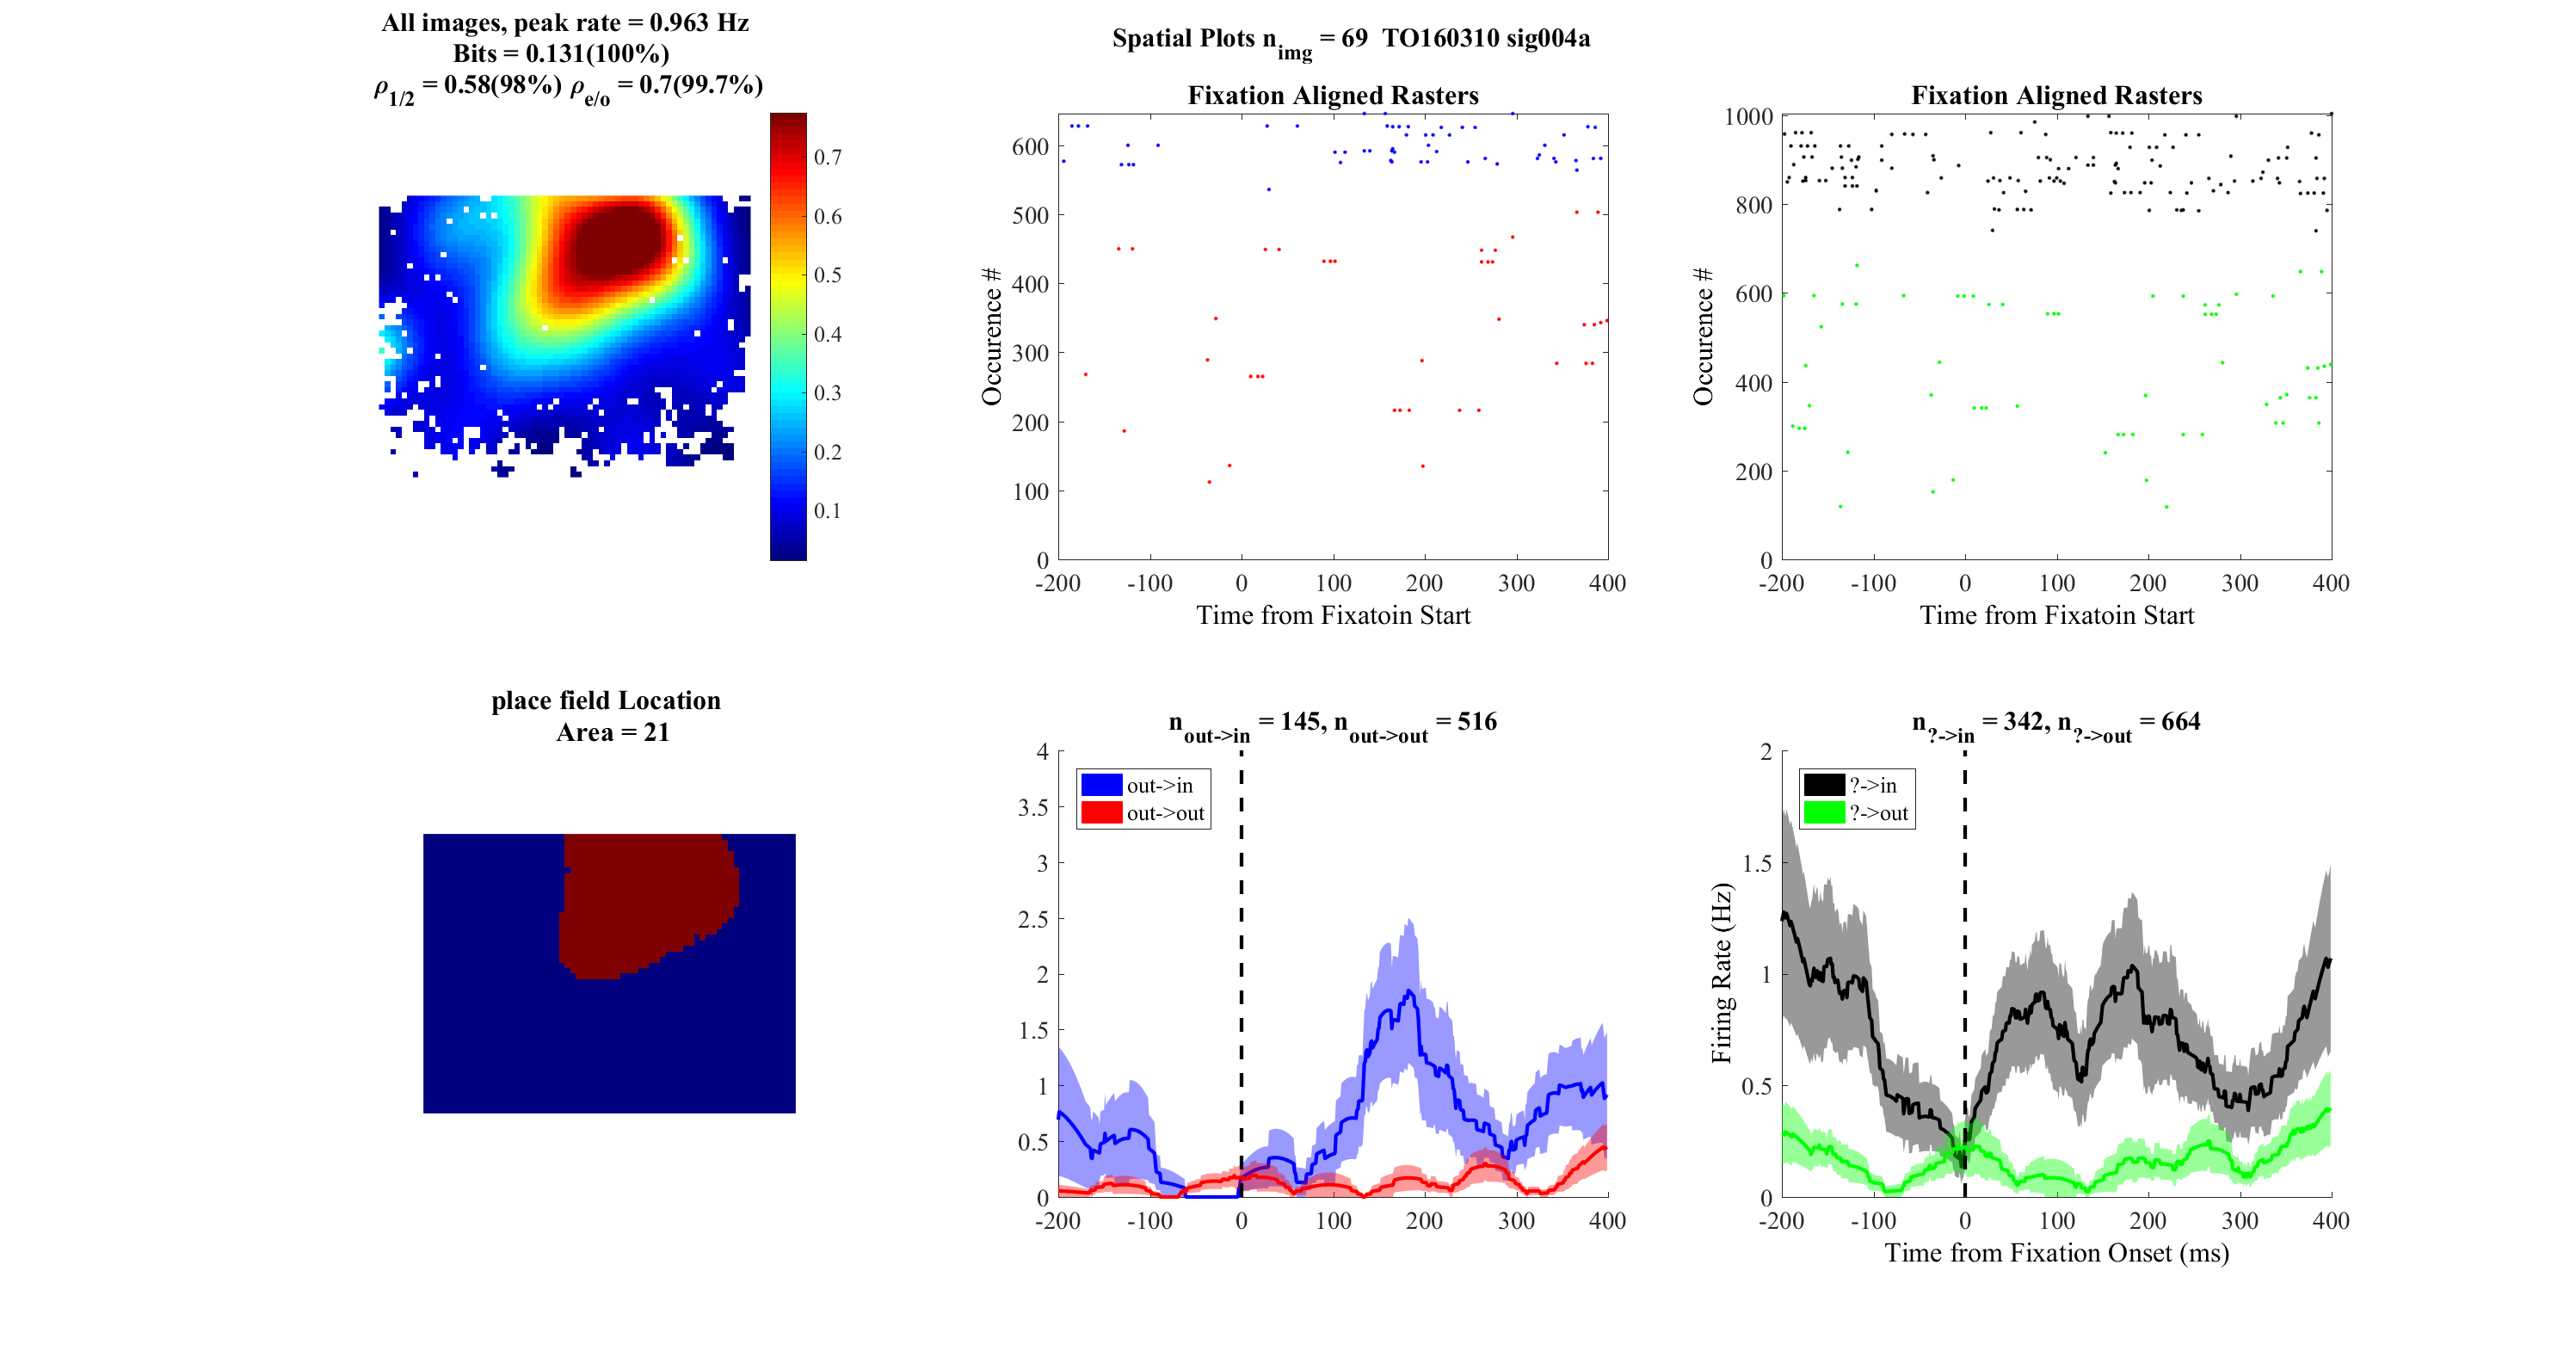 All images, peak rate = 0.963 Hz
Bits = 0.131(100%)
ρ1/2 = 0.58(98%) ρe/o = 0.7(99.7%)
0.7
0.6
0.5
0.4
0.3
0.2
0.1
Spatial Plots nimg = 69 TO160310 sig004a
Fixation Aligned Rasters
Occurence #
600
500
400
300
200
100
0
-200 -100 0 100 200 300 400
Time from Fixatoin Start
Fixation Aligned Rasters
Occurence #
1000
800
600
400
200
0
-200 -100 0 100 200 300 400
Time from Fixatoin Start
place field Location
Area = 21
nout->in = 145, nout->out = 516
4
3.5
3
2.5
2
1.5
1
0.5
0
out->in
out->out
-200 -100 0 100 200 300 400
n?->in = 342, n?->out = 664
Firing Rate (Hz)
2
1.5
1
0.5
0
?->in
?->out
-200 -100 0 100 200 300 400
Time from Fixation Onset (ms)